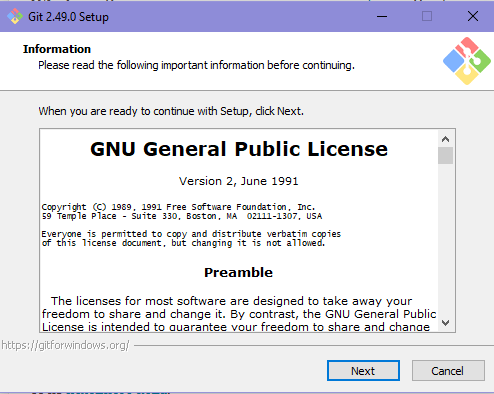 Git 2.49.0 Setup
Information
Please read the following important information before continuing.
When you are ready to continue with Setup, click Next.
GNU General Public License
Version 2, June 1991
Copyright (C) 1989, 1991 Free Software Foundation, Inc.
59 Temple Place - Suite 330, Boston, MA  02111-1307, USA
Everyone is permitted to copy and distribute verbatim copies
of this license document, but changing it is not allowed.
Preamble
The licenses for most software are designed to take away your
freedom to share and change it. By contrast, the GNU General Public
License is intended to guarantee your freedom to share and change
https://gitforwindows.org/
Next
Cancel